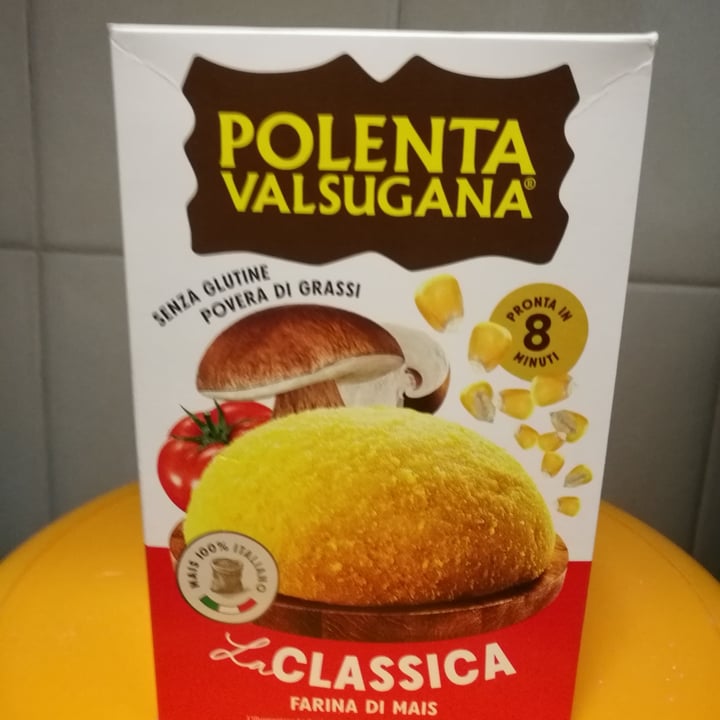 POLENTA
VALSUGANA®
SENZA GLUTINE
POVERA DI GRASSI
PRONTA IN
8
MINUTI
MAIS 100% ITALIANO
La CLASSICA
FARINA DI MAIS